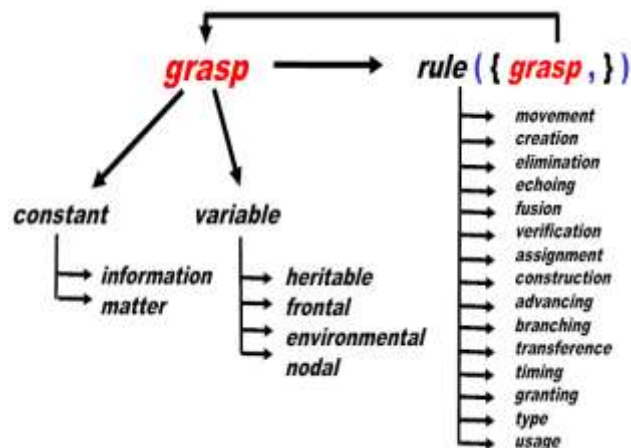 grasp rule ( { grasp , } )
movement
creation
elimination
echoing
fusion
verification
assignment
construction
advancing
branching
transference
timing
granting
type
usage
constant variable
information
matter
heritable
frontal
environmental
nodal